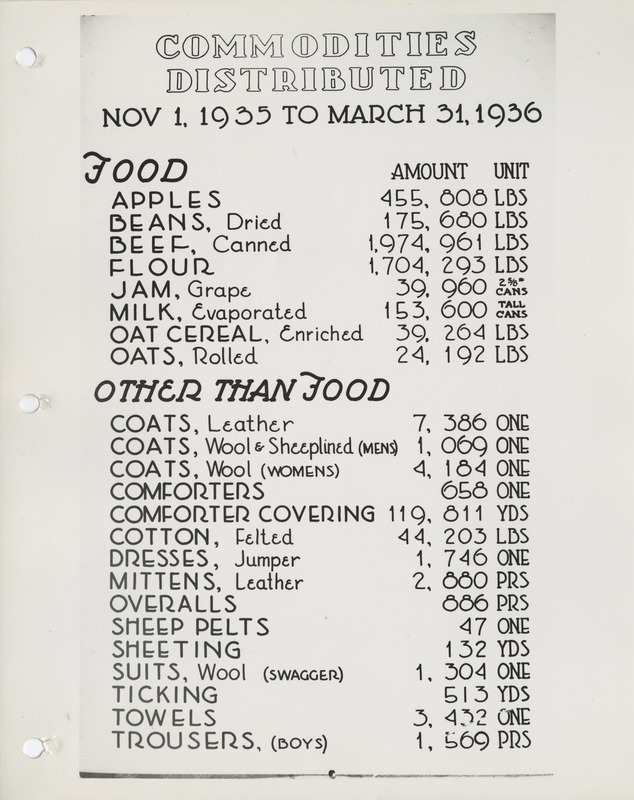 COMMODITIES
DISTRIBUTED
NOV 1, 1935 TO MARCH 31, 1936
FOOD AMOUNT UNIT
APPLES 455,808 LBS
BEANS, Dried 175,680 LBS
BEEF, Canned 1,974,961 LBS
FLOUR 1,704,293 LBS
JAM, Grape 39,960 2 5/8# CANS
MILK, Evaporated 153,600 TALL CANS
OAT CEREAL, Enriched 39,264 LBS
OATS, Rolled 24,192 LBS
OTHER THAN FOOD
COATS, Leather 7,386 ONE
COATS, Wool & Sheeplined (MENS) 1,069 ONE
COATS, Wool (WOMENS) 4,184 ONE
COMFORTERS 658 ONE
COMFORTER COVERING 119,811 YDS
COTTON, Felted 44,203 LBS
DRESSES, Jumper 1,746 ONE
MITTENS, Leather 2,880 PRS
OVERALLS 886 PRS
SHEEP PELTS 47 ONE
SHEETING 132 YDS
SUITS, Wool (SWAGGER) 1,304 ONE
TICKING 513 YDS
TOWELS 3,432 ONE
TROUSERS, (BOYS) 1,569 PRS